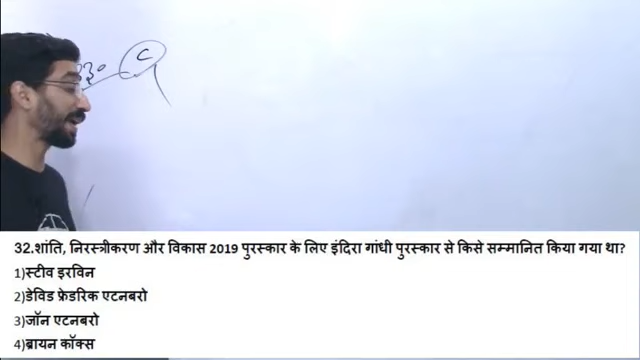 C
32.शांति, निरस्त्रीकरण और विकास 2019 पुरस्कार के लिए इंदिरा गांधी पुरस्कार से किसे सम्मानित किया गया था?
1)स्टीव इरविन
2)डेविड फ्रेडरिक एटनबरो
3)जॉन एटनबरो
4)ब्रायन कॉक्स